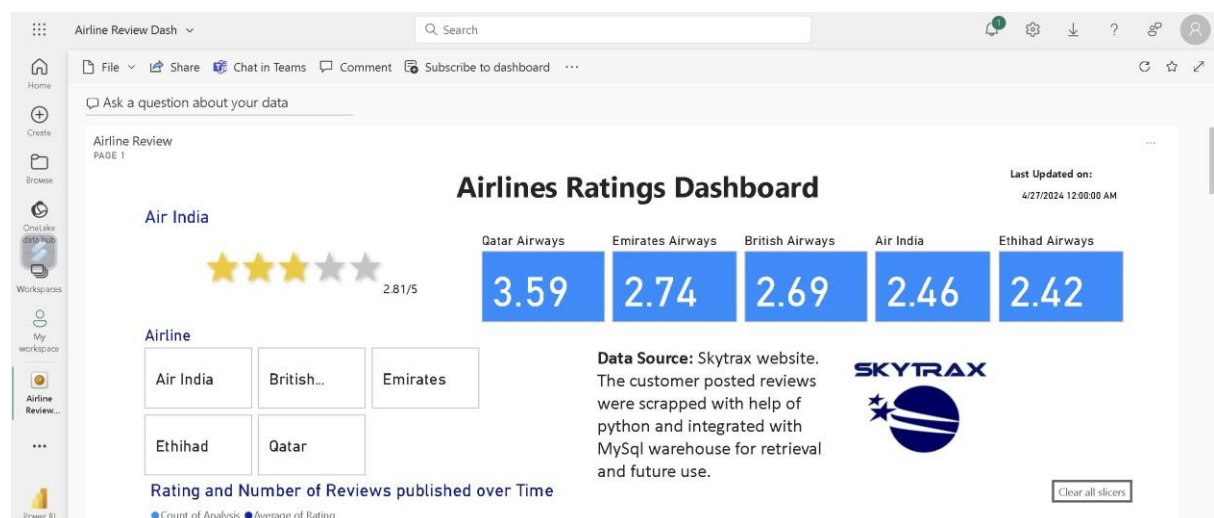 Airline Review Dash
Search
1
File
Share
Chat in Teams
Comment
Subscribe to dashboard
...
Home
Create
Browse
OneLake
data hub
Workspaces
My
workspace
Airline
Review...
...
Power BI
Ask a question about your data
Airline Review
PAGE 1
...
Airlines Ratings Dashboard
Last Updated on:
4/27/2024 12:00:00 AM
Air India
2.81/5
Qatar Airways
Emirates Airways
British Airways
Air India
Ethihad Airways
3.59
2.74
2.69
2.46
2.42
Airline
Air India
British...
Emirates
Ethihad
Qatar
Data Source: Skytrax website.
The customer posted reviews
were scrapped with help of
python and integrated with
MySql warehouse for retrieval
and future use.
SKYTRAX
Rating and Number of Reviews published over Time
Count of Analysis Average of Rating
Clear all slicers